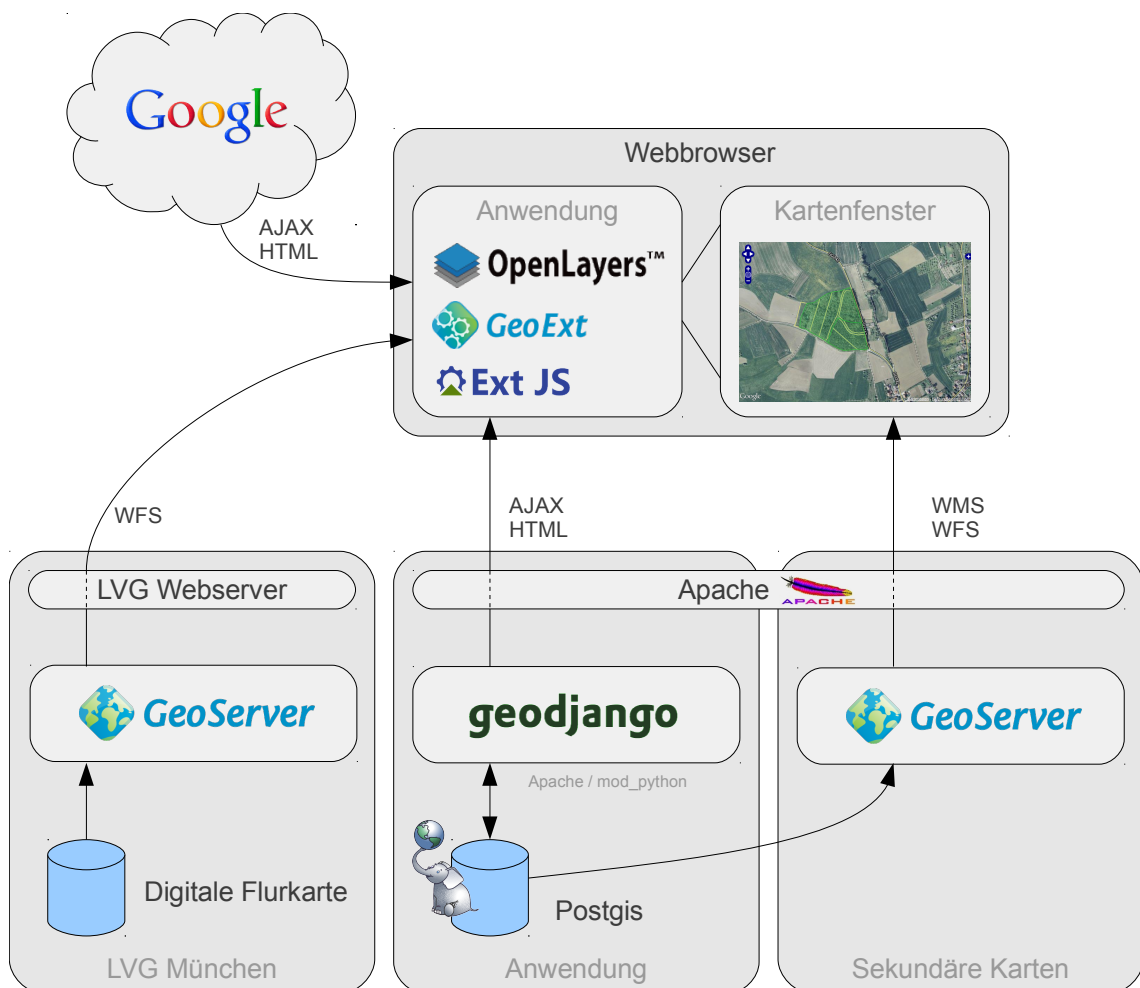 Google
Webbrowser
AJAX
HTML
Anwendung
OpenLayers™
GeoExt
Ext JS
Kartenfenster
Google
WFS
AJAX
HTML
WMS
WFS
LVG Webserver
Apache
APACHE
GeoServer
geodjango
GeoServer
Apache / mod_python
Digitale Flurkarte
Postgis
LVG München
Anwendung
Sekundäre Karten